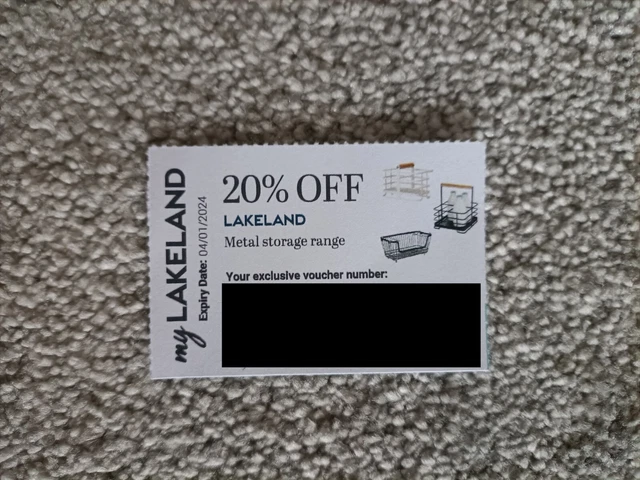 my LAKELAND
Expiry Date: 04/01/2024
20% OFF
LAKELAND
Metal storage range
Your exclusive voucher number: